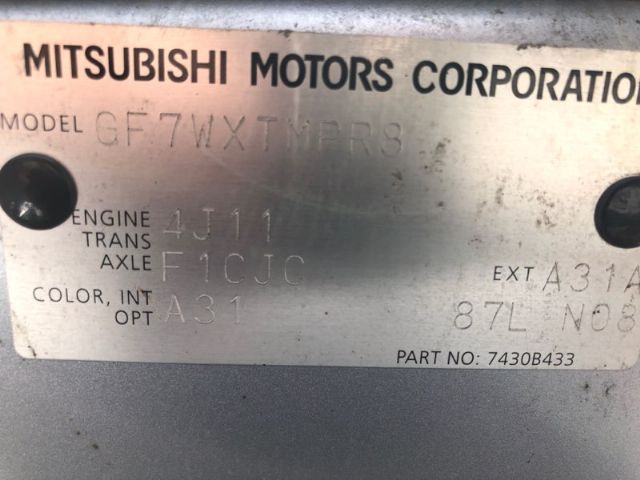 MITSUBISHI MOTORS CORPORATION
MODEL GF7WXTMPR8
ENGINE 4J11
TRANS
AXLE F1CJC
EXT A31A
COLOR, INT
OPT A31 87L N08
PART NO: 7430B433